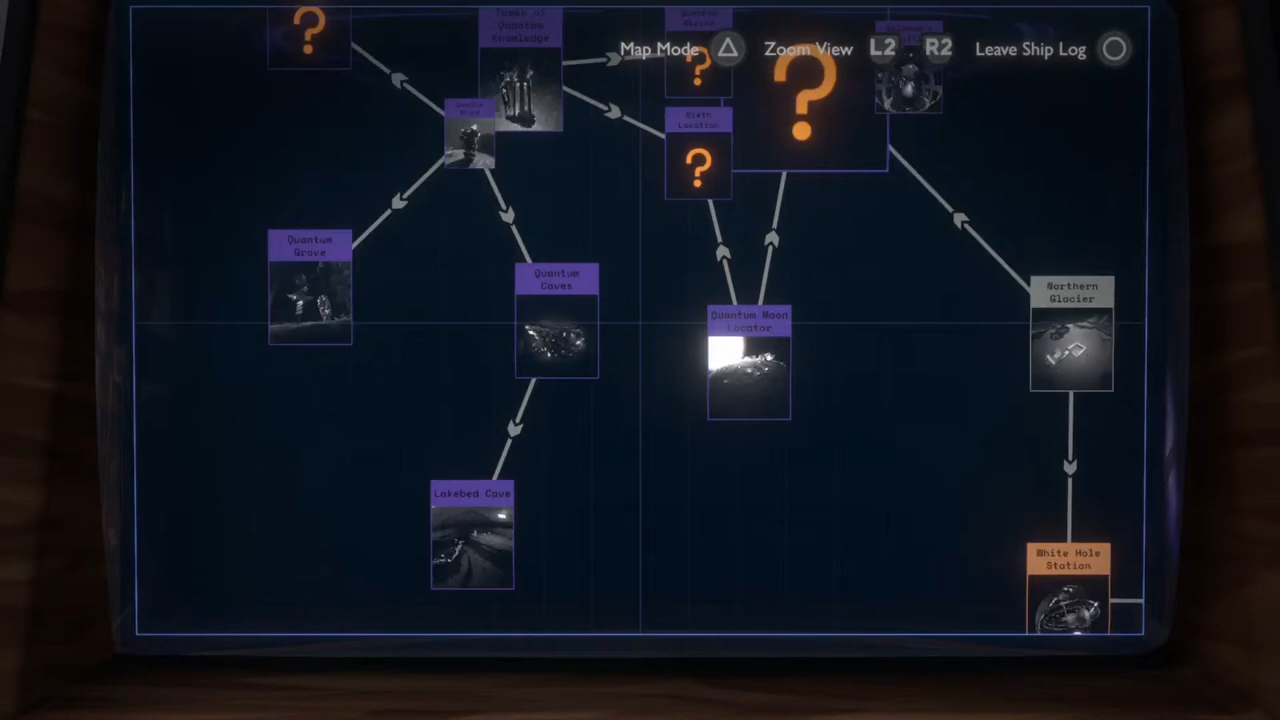 Tower of
Quantum
Knowledge
Map Mode
Zoom View
L2
R2
Leave Ship Log
?
?
?
Sixth
Location
?
Quantum
Grove
Quantum
Caves
Quantum Moon
Locator
Northern
Glacier
Lakebed Cave
White Hole
Station